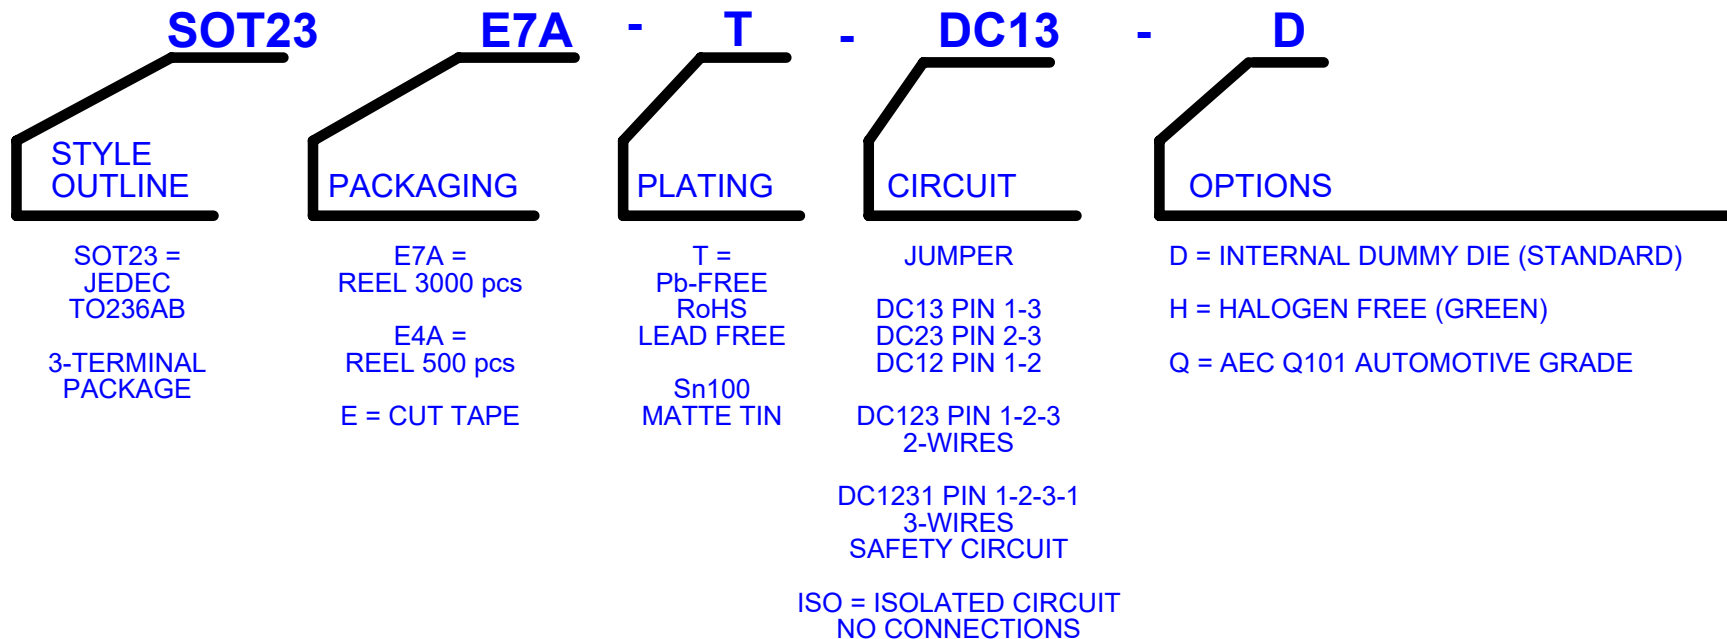 SOT23 E7A - T - DC13 - D
STYLE
OUTLINE
PACKAGING
PLATING
CIRCUIT
OPTIONS
SOT23 =
JEDEC
TO236AB
3-TERMINAL
PACKAGE
E7A =
REEL 3000 pcs
E4A =
REEL 500 pcs
E = CUT TAPE
T =
Pb-FREE
RoHS
LEAD FREE
Sn100
MATTE TIN
JUMPER
DC13 PIN 1-3
DC23 PIN 2-3
DC12 PIN 1-2
DC123 PIN 1-2-3
2-WIRES
DC1231 PIN 1-2-3-1
3-WIRES
SAFETY CIRCUIT
ISO = ISOLATED CIRCUIT
NO CONNECTIONS
D = INTERNAL DUMMY DIE (STANDARD)
H = HALOGEN FREE (GREEN)
Q = AEC Q101 AUTOMOTIVE GRADE